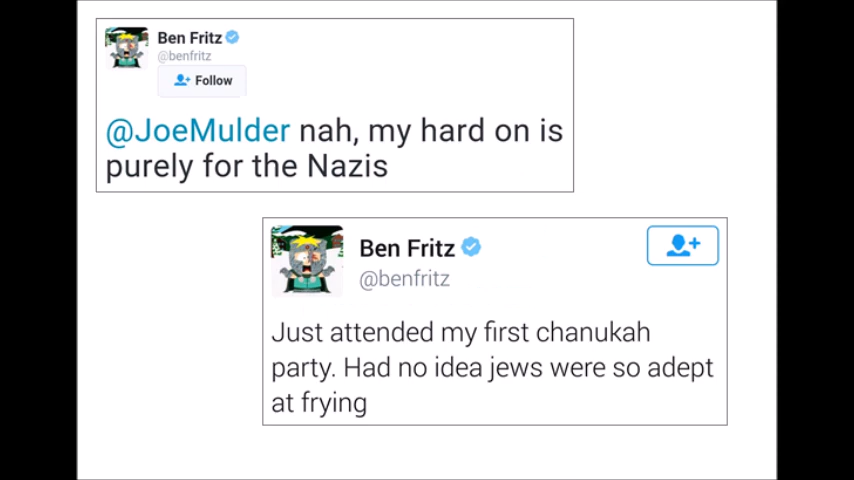 Ben Fritz
@benfritz
Follow
@JoeMulder nah, my hard on is
purely for the Nazis
Ben Fritz
@benfritz
Just attended my first chanukah
party. Had no idea jews were so adept
at frying